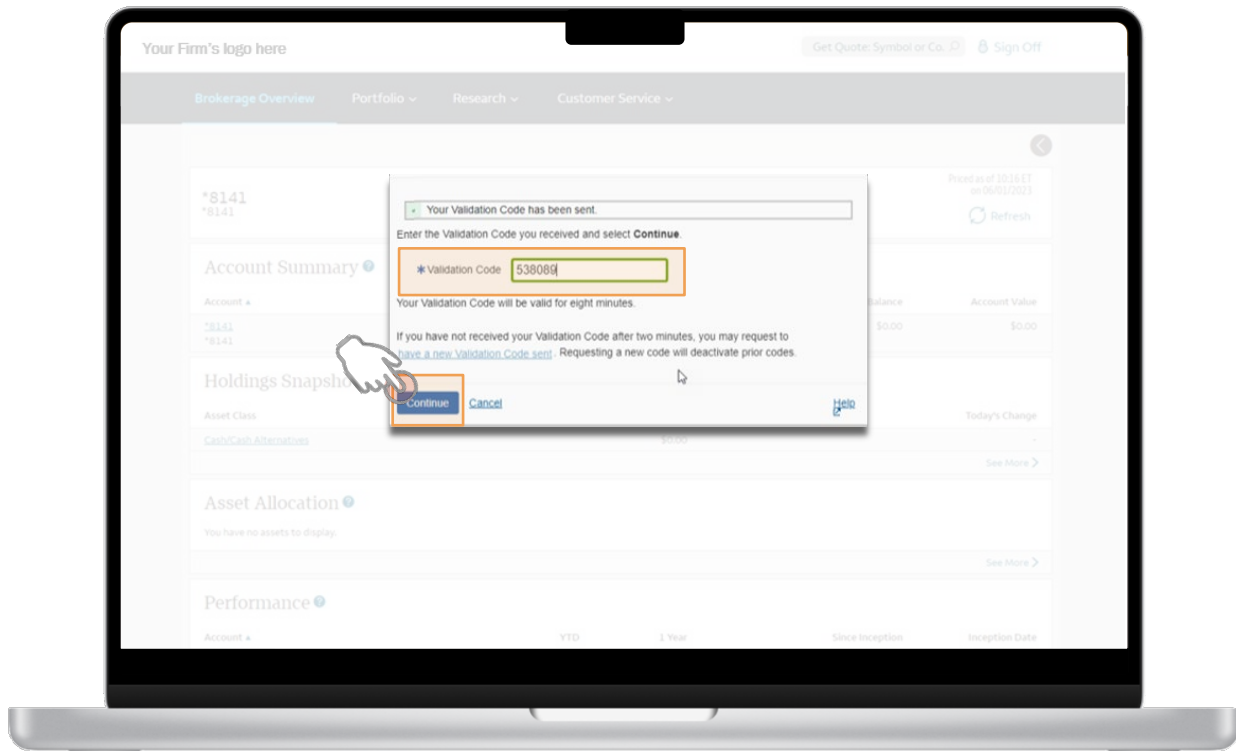 Your Firm's logo here
Get Quote: Symbol or Co.
Sign Off
Brokerage Overview Portfolio Research Customer Service
Priced as of 10:16 ET
on 06/01/2021
*8141
*8141
Refresh
Your Validation Code has been sent.
Enter the Validation Code you received and select Continue.
*Validation Code 538089
Your Validation Code will be valid for eight minutes.
If you have not received your Validation Code after two minutes, you may request to
have a new Validation Code sent. Requesting a new code will deactivate prior codes.
Continue Cancel Help
Account Summary
Account Balance Account Value
*8141 $0.00 $0.00
*8141
Holdings Snapsho
Asset Class Today's Change
Cash/Cash Alternatives $0.00 -
See More
Asset Allocation
You have no assets to display.
See More
Performance
Account YTD 1 Year Since Inception Inception Date